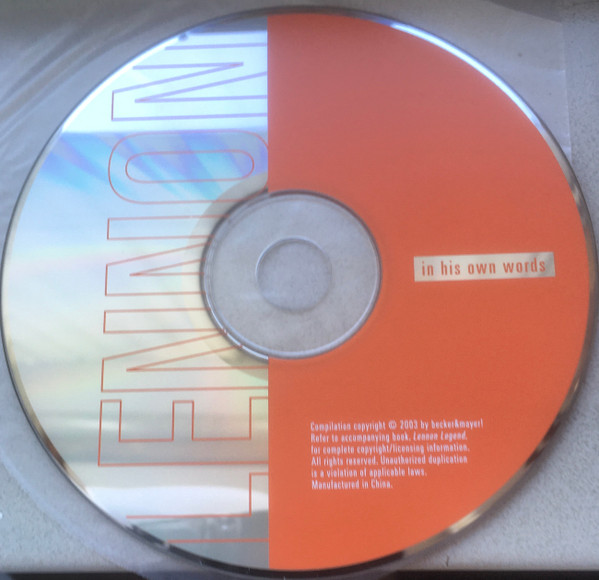 LENNON
in his own words
Compilation copyright © 2003 by becker&mayer!
Refer to accompanying book, Lennon Legend,
for complete copyright/licensing information.
All rights reserved. Unauthorized duplication
is a violation of applicable laws.
Manufactured in China.